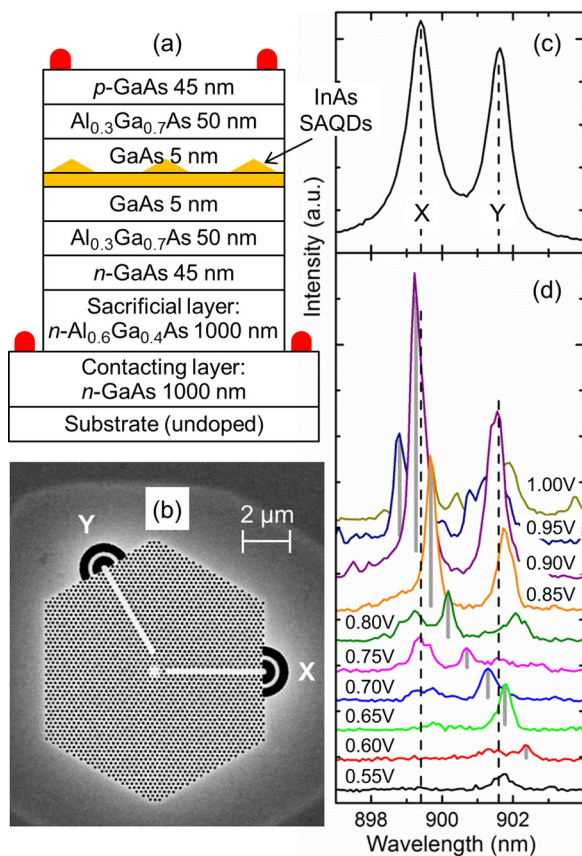 (a)
p-GaAs 45 nm
Al0.3Ga0.7As 50 nm
GaAs 5 nm
InAs
SAQDs
GaAs 5 nm
Al0.3Ga0.7As 50 nm
n-GaAs 45 nm
Sacrificial layer:
n-Al0.6Ga0.4As 1000 nm
Contacting layer:
n-GaAs 1000 nm
Substrate (undoped)
(b)
2 μm
Y
X
(c)
X
Y
Intensity (a.u.)
(d)
1.00V
0.95V
0.90V
0.85V
0.80V
0.75V
0.70V
0.65V
0.60V
0.55V
898
900
902
Wavelength (nm)